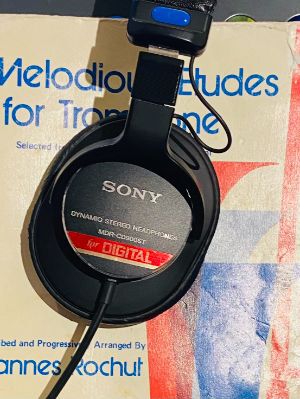 Melodious Etudes
for Trombone
Selected
SONY
DYNAMIC STEREO HEADPHONES
MDR-CD900ST
for DIGITAL
bed and Progressively Arranged By
annes Rochut